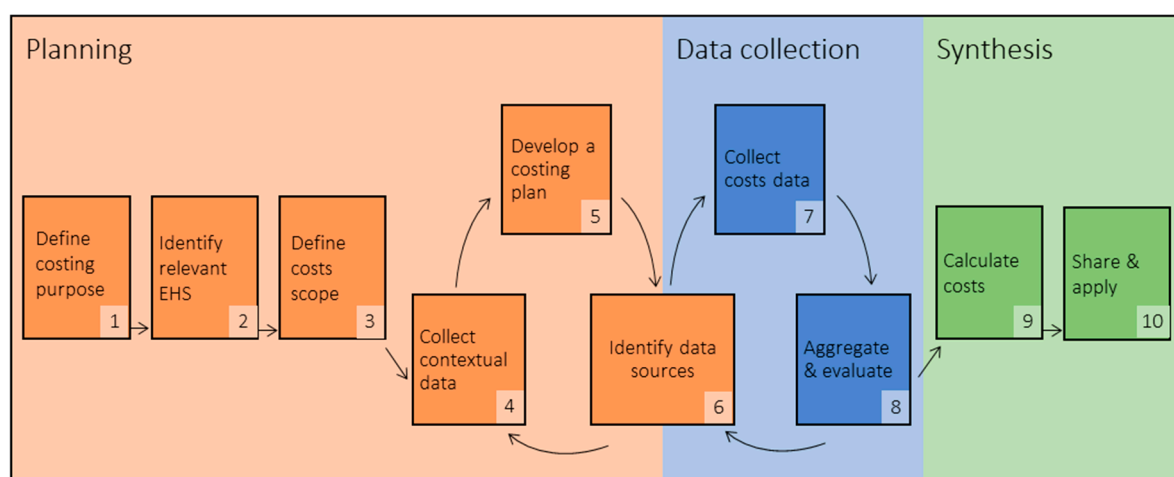 Planning
Data collection
Synthesis
Define
costing
purpose
1
Identify
relevant
EHS
2
Define
costs
scope
3
Collect
contextual
data
4
Develop a
costing
plan
5
Identify data
sources
6
Collect
costs data
7
Aggregate
& evaluate
8
Calculate
costs
9
Share &
apply
10